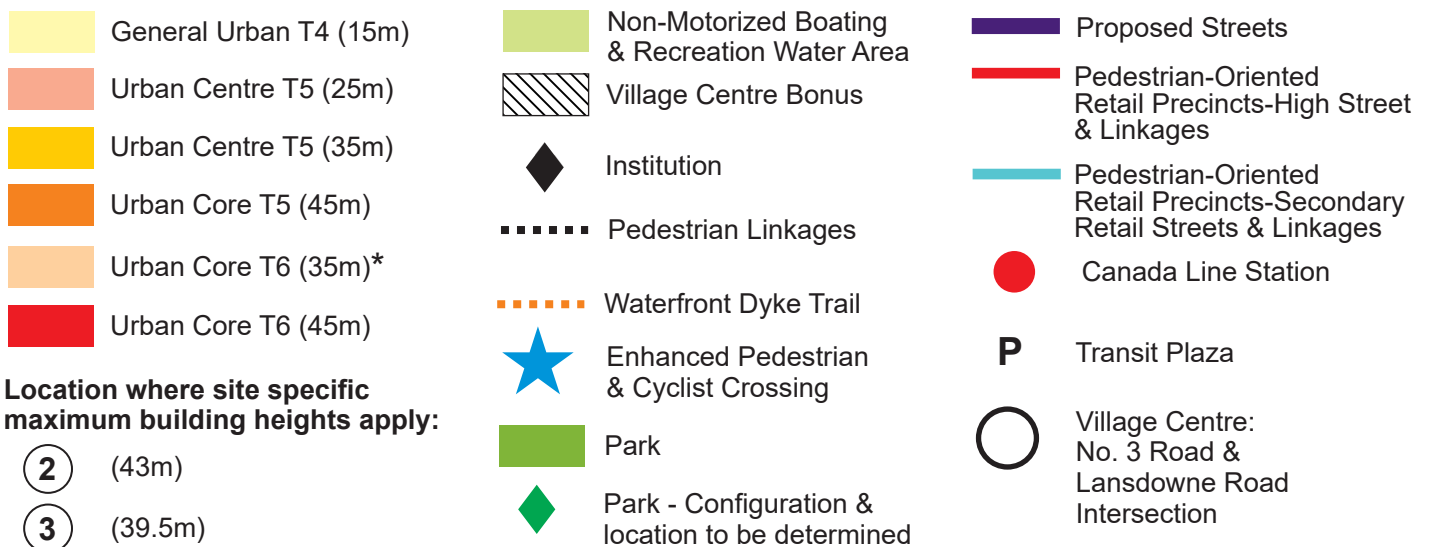 General Urban T4 (15m)
Urban Centre T5 (25m)
Urban Centre T5 (35m)
Urban Core T5 (45m)
Urban Core T6 (35m)*
Urban Core T6 (45m)
Location where site specific
maximum building heights apply:
2 (43m)
3 (39.5m)
Non-Motorized Boating
& Recreation Water Area
Village Centre Bonus
Institution
Pedestrian Linkages
Waterfront Dyke Trail
Enhanced Pedestrian
& Cyclist Crossing
Park
Park - Configuration &
location to be determined
Proposed Streets
Pedestrian-Oriented
Retail Precincts-High Street
& Linkages
Pedestrian-Oriented
Retail Precincts-Secondary
Retail Streets & Linkages
Canada Line Station
P Transit Plaza
Village Centre:
No. 3 Road &
Lansdowne Road
Intersection